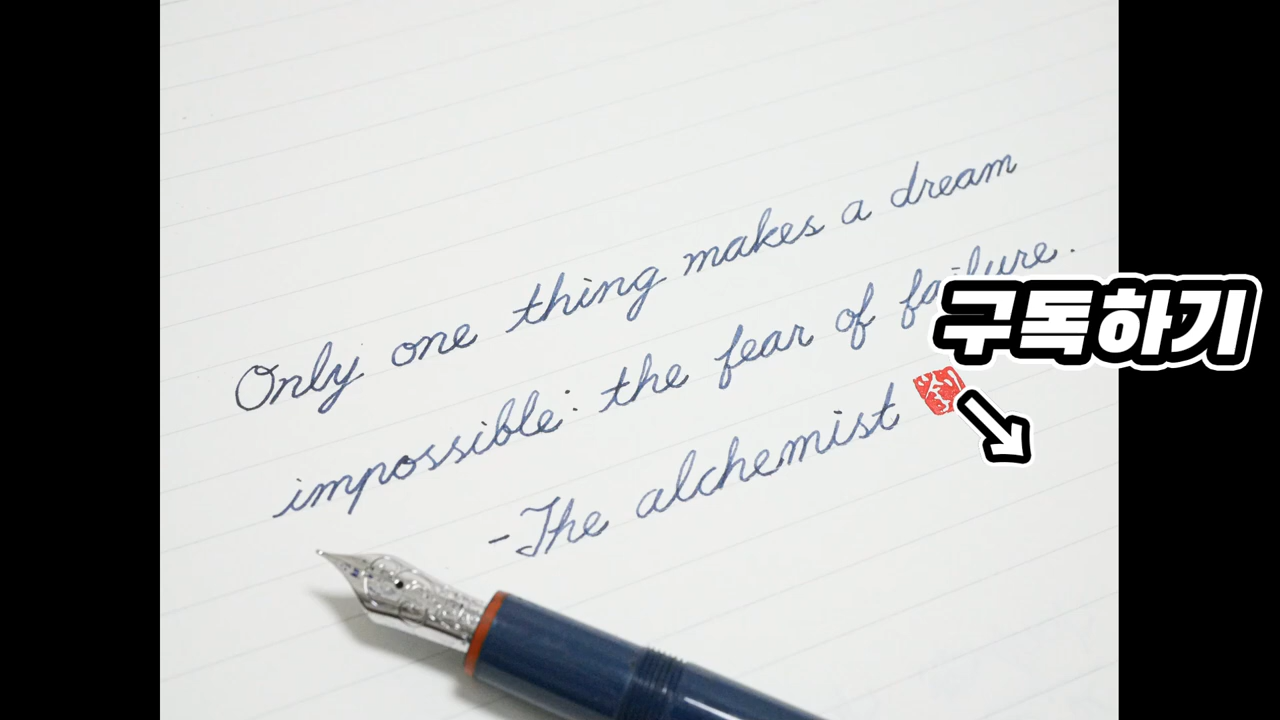 Only one thing makes a dream
impossible: the fear of failure.
-The alchemist
구독하기